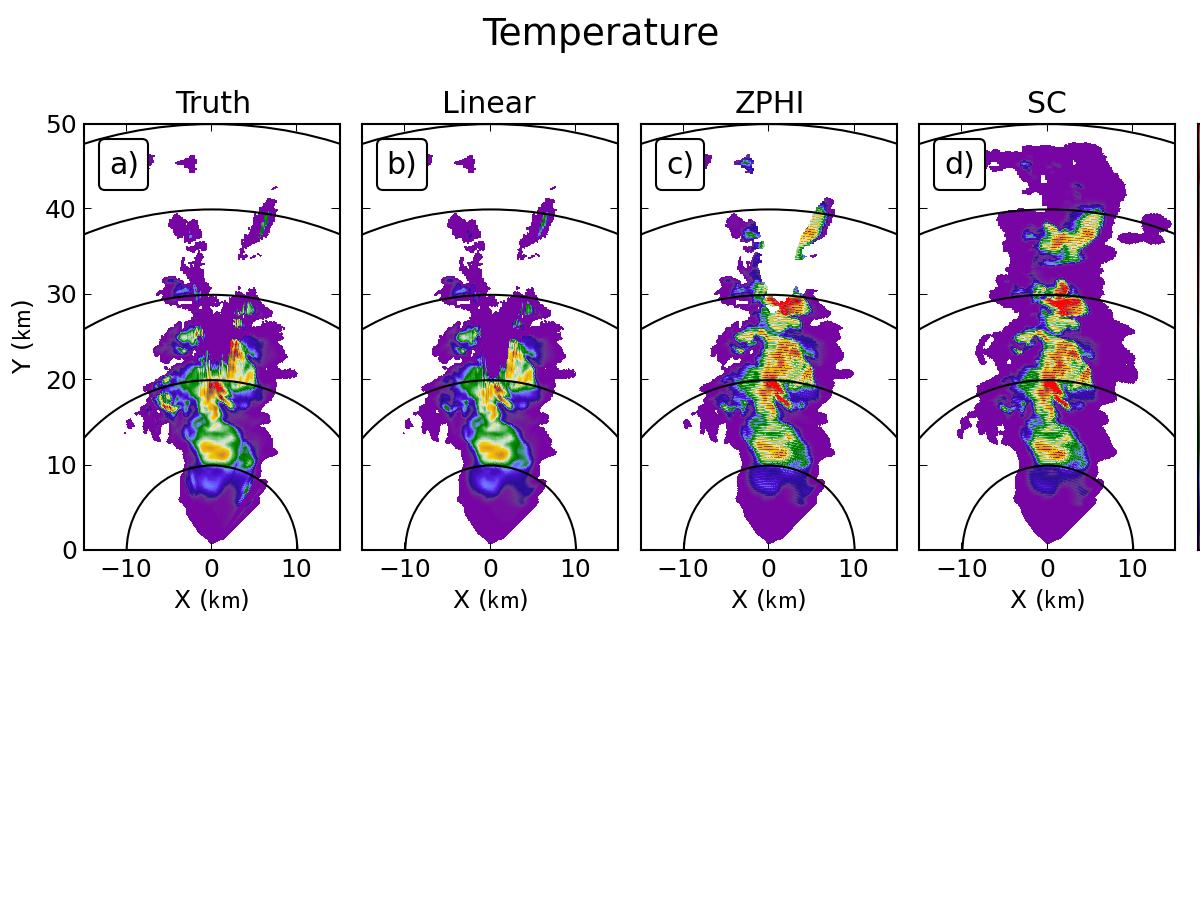 Temperature
Truth Linear ZPHI SC
a) b) c) d)
50
40
30
20
10
0
Y (km)
−10 0 10 −10 0 10 −10 0 10 −10 0 10
X (km) X (km) X (km) X (km)